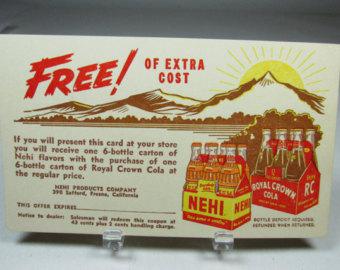 FREE! OF EXTRA
COST
If you will present this card at your store
you will receive one 6-bottle carton of
Nehi flavors with the purchase of one
6-bottle carton of Royal Crown Cola at
the regular price.
NEHI PRODUCTS COMPANY
398 Safford, Fresno, California
THIS OFFER EXPIRES
Notice to dealer: Salesman will redeem this coupon at
43 cents plus 2 cents handling charge.
NEHI
ROYAL CROWN
COLA
RC
BOTTLE DEPOSIT REQUIRED.
REFUNDED WHEN RETURNED.